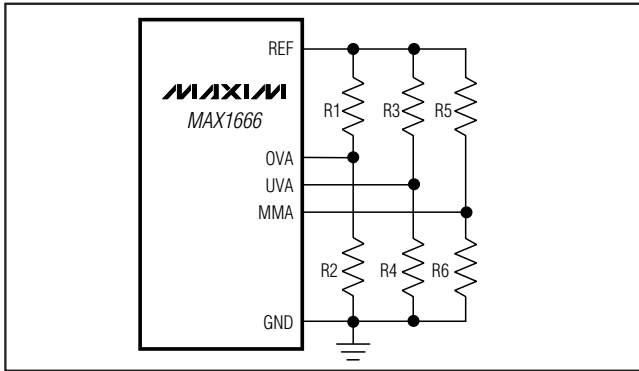 REF
MAXIM
MAX1666
R1 R3 R5
OVA
UVA
MMA
R2 R4 R6
GND